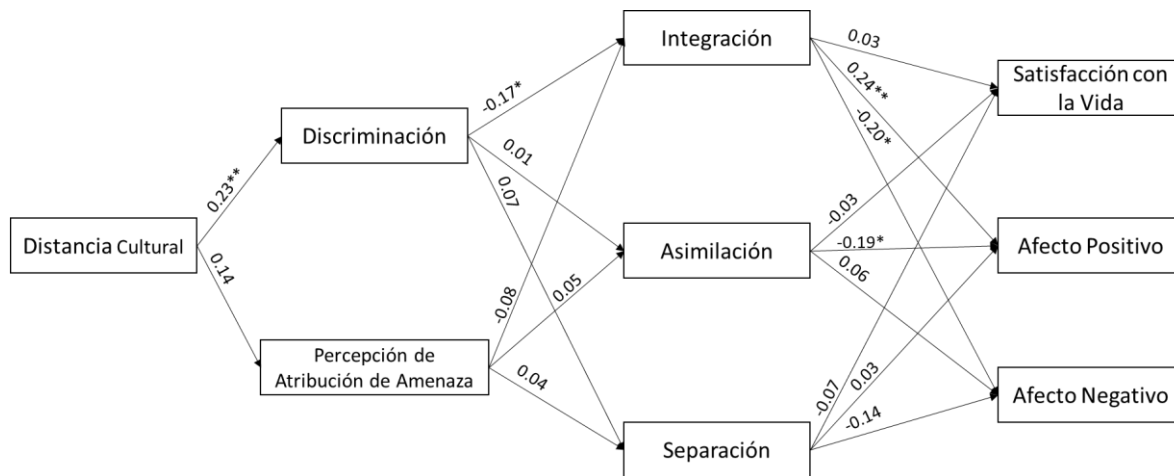 Integración
0.03
Satisfacción con
la Vida
0.24**
-0.17*
-0.20*
Discriminación
0.01
0.07
0.23**
-0.03
Distancia Cultural
Asimilación
-0.19*
Afecto Positivo
0.14
0.05
0.06
-0.08
Percepción de
Atribución de Amenaza
0.04
-0.07
0.03
Afecto Negativo
-0.14
Separación